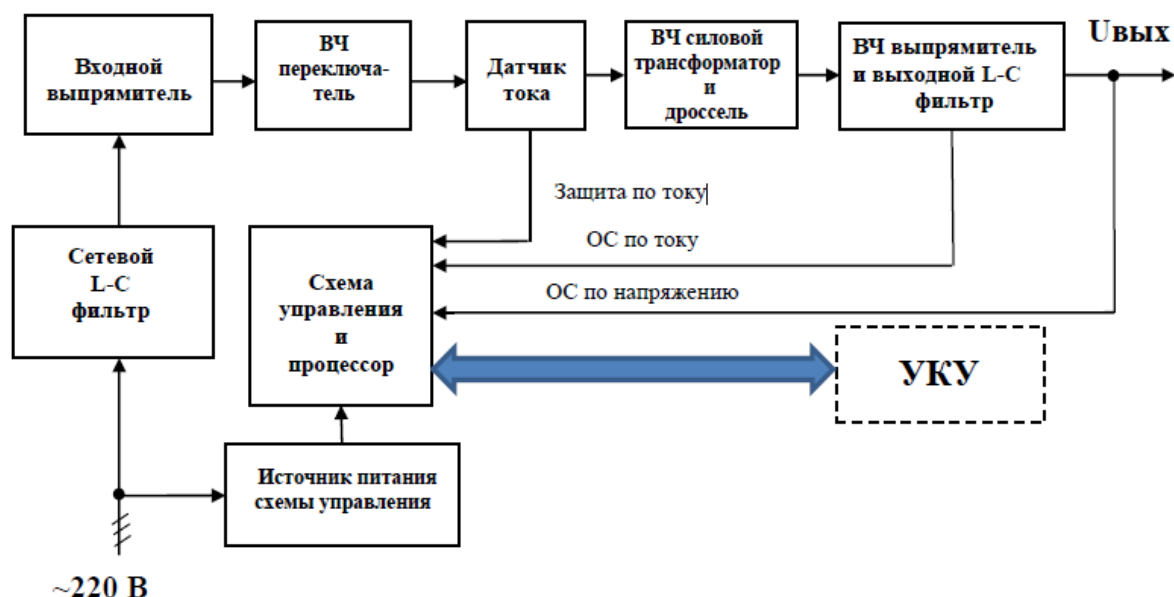 Входной
выпрямитель
ВЧ
переключа-
тель
Датчик
тока
ВЧ силовой
трансформатор
и
дроссель
ВЧ выпрямитель
и выходной L-C
фильтр
Uвых
Защита по току
ОС по току
ОС по напряжению
Сетевой
L-C
фильтр
Схема
управления
и
процессор
УКУ
Источник питания
схемы управления
~220 В